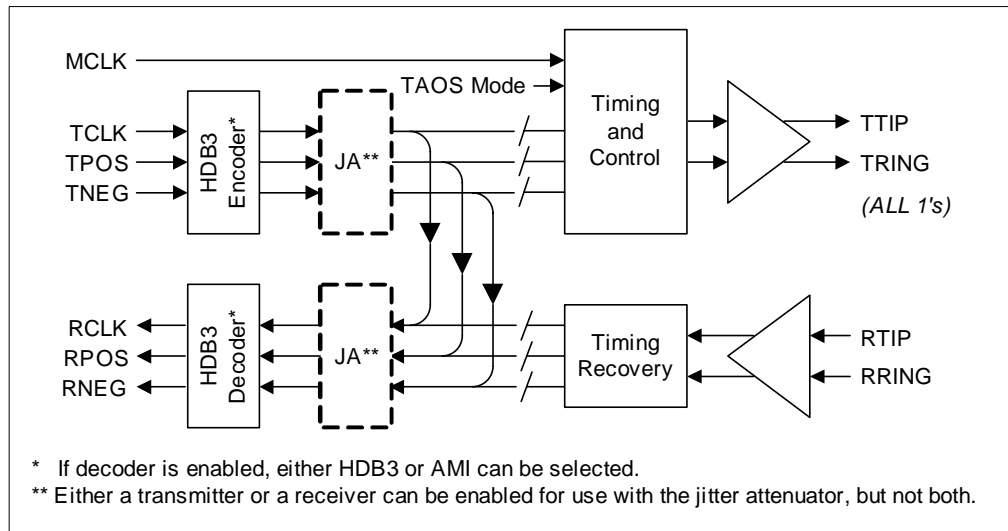 MCLK
TAOS Mode
Timing
and
Control
TCLK
TPOS
TNEG
HDB3
Encoder*
JA**
TTIP
TRING
(ALL 1's)
RCLK
RPOS
RNEG
HDB3
Decoder*
JA**
Timing
Recovery
RTIP
RRING
* If decoder is enabled, either HDB3 or AMI can be selected.
** Either a transmitter or a receiver can be enabled for use with the jitter attenuator, but not both.